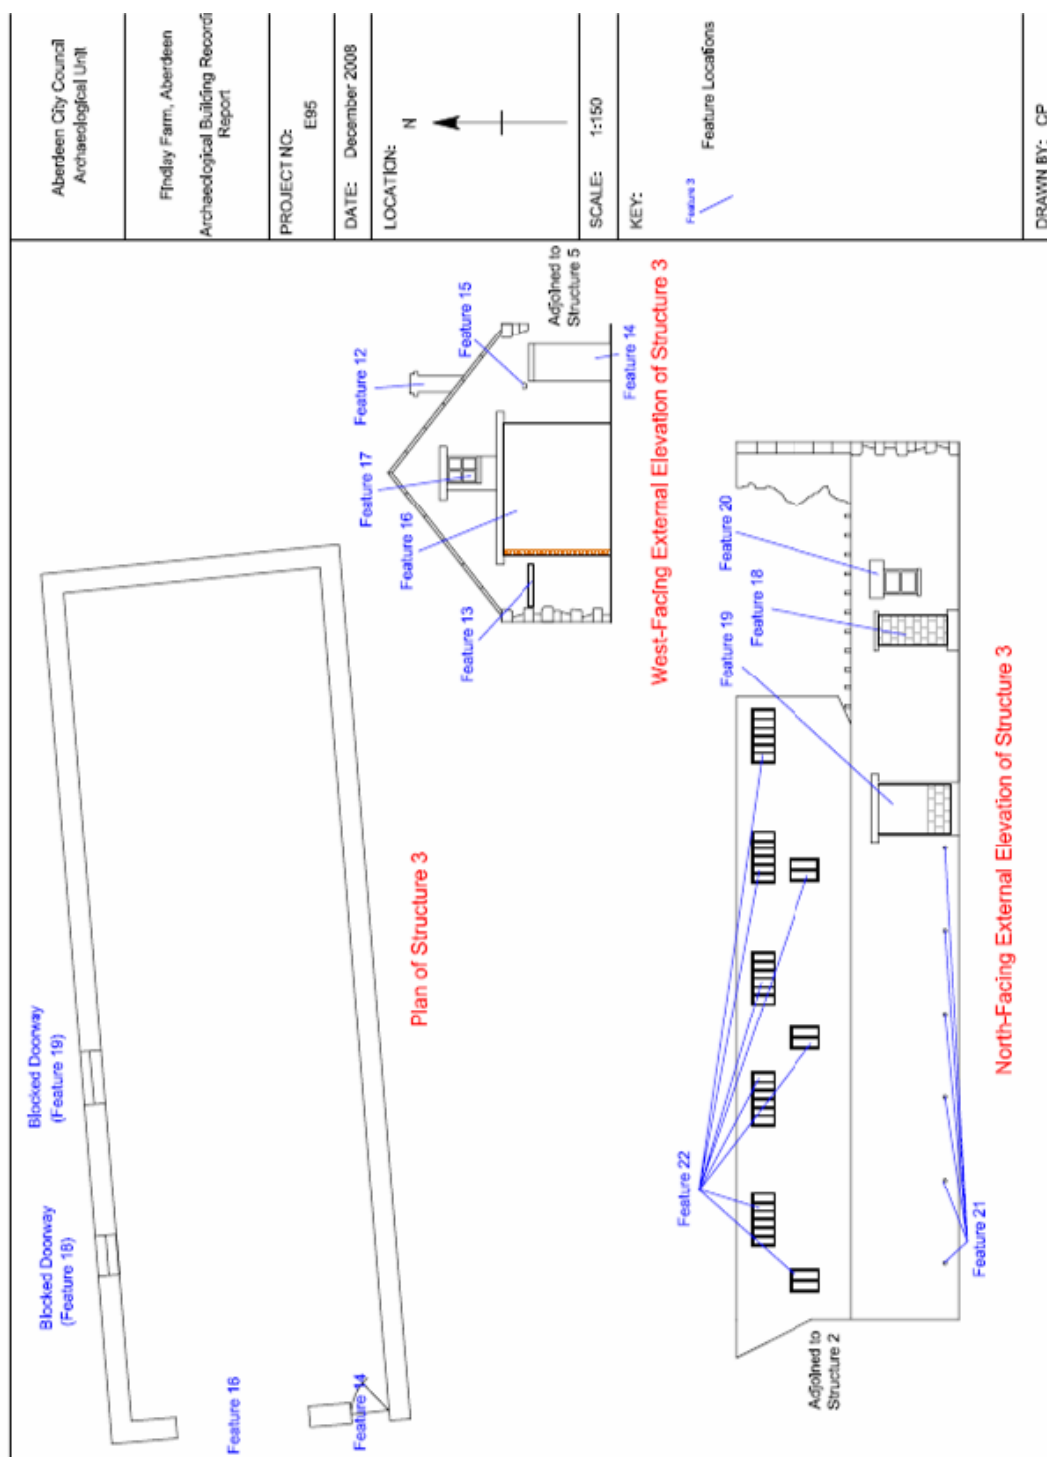 Aberdeen City Council
Archaeological Unit
Findlay Farm, Aberdeen
Archaeological Building Recordi
Report
PROJECT NO:
E95
DATE: December 2008
LOCATION:
N
SCALE: 1:150
KEY:
Feature 3
Feature Locations
DRAWN BY: CP
Blocked Doorway
(Feature 18)
Blocked Doorway
(Feature 19)
Feature 16
Feature 14
Plan of Structure 3
Feature 13
Feature 16
Feature 17
Feature 12
Feature 15
Adjoined to
Structure 5
Feature 14
West-Facing External Elevation of Structure 3
Feature 22
Feature 19
Feature 18
Feature 20
Adjoined to
Structure 2
Feature 21
North-Facing External Elevation of Structure 3